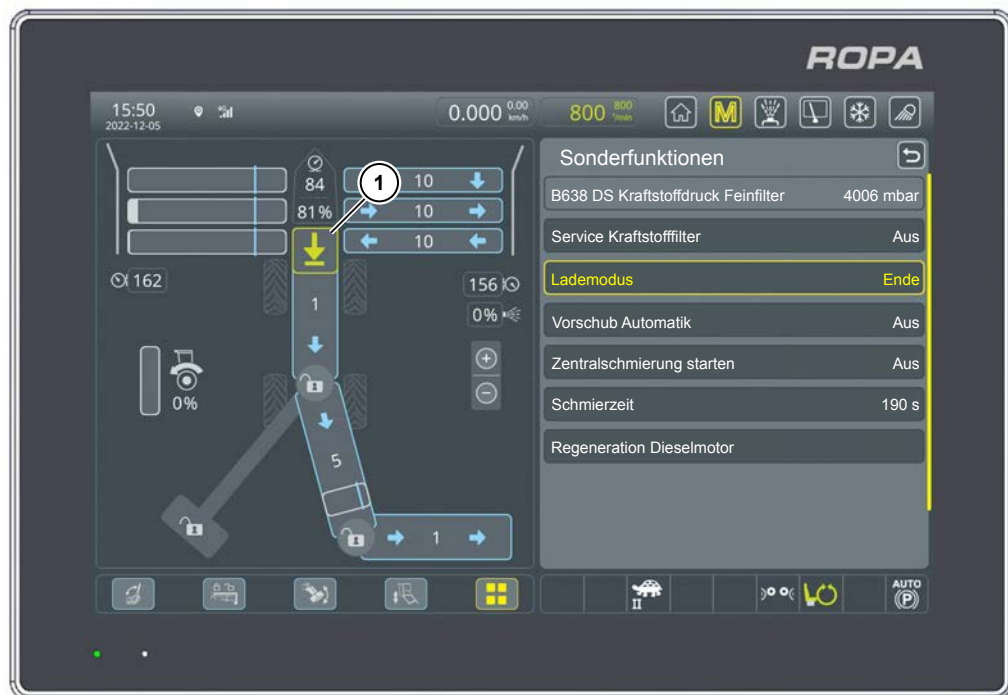 ROPA
15:50
2022-12-05
4G
0.000 0.00 km/h
800 800 1/min
M
Sonderfunktionen
B638 DS Kraftstoffdruck Feinfilter 4006 mbar
Service Kraftstofffilter Aus
Lademodus Ende
Vorschub Automatik Aus
Zentralschmierung starten Aus
Schmierzeit 190 s
Regeneration Dieselmotor
84
81%
1
10
10
10
162
156
0%
1
0%
5
1
II
AUTO
P